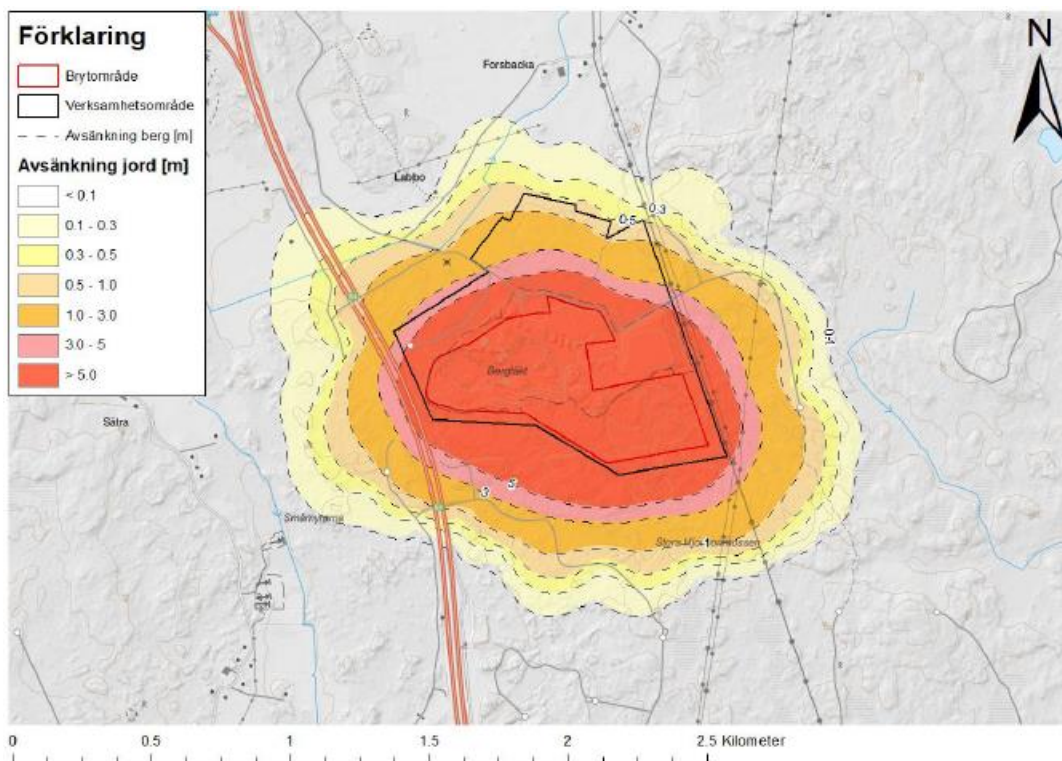 Förklaring
Brytområde
Verksamhetsområde
Avsänkning berg [m]
Avsänkning jord [m]
< 0.1
0.1 - 0.3
0.3 - 0.5
0.5 - 1.0
1.0 - 3.0
3.0 - 5
> 5.0
N
Forsbacka
Labbo
0.3
0.5
0.1
Bergtäkt
Sätra
5
3
Småmyrarna
Stora
1
0 0.5 1 1.5 2 2.5 Kilometer